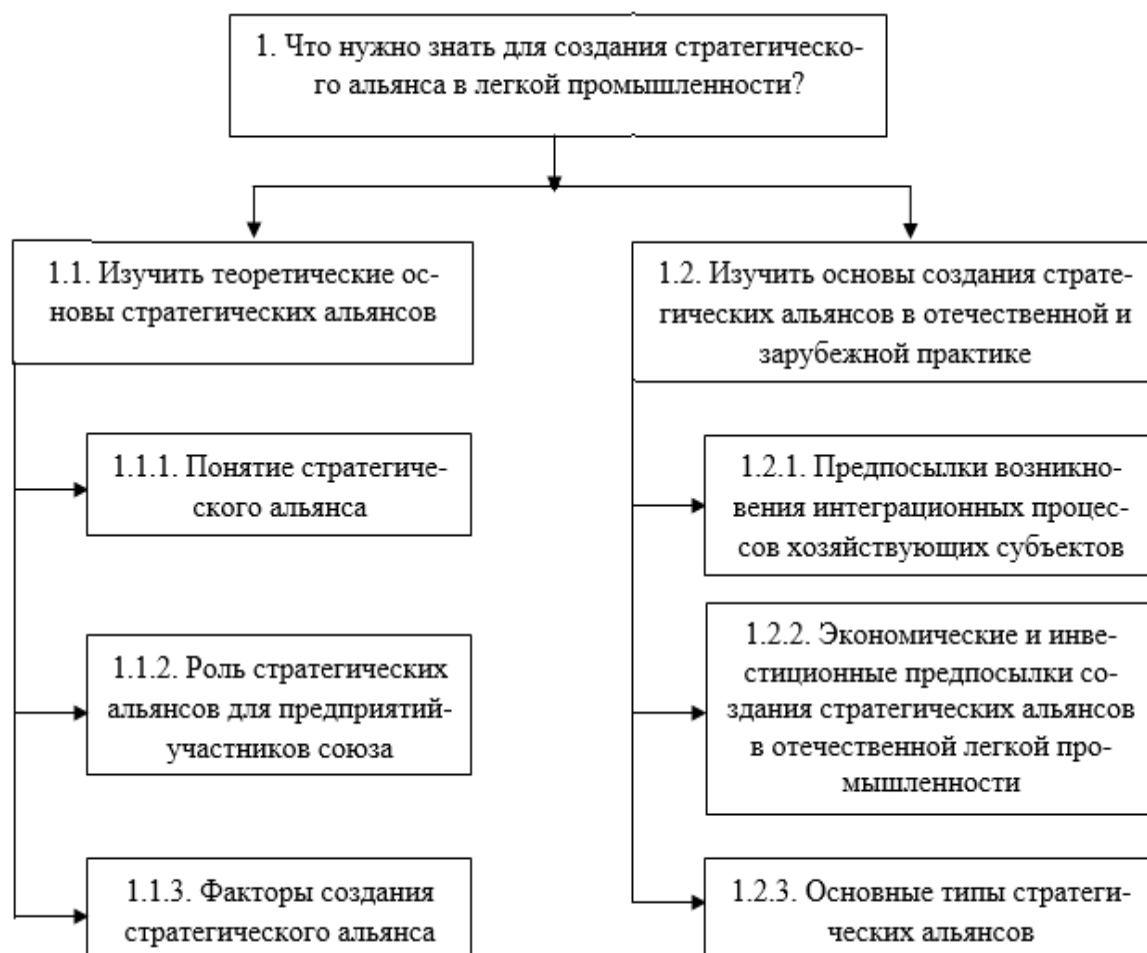 1. Что нужно знать для создания стратегическо-
го альянса в легкой промышленности?
1.1. Изучить теоретические ос-
новы стратегических альянсов
1.2. Изучить основы создания страте-
гических альянсов в отечественной и
зарубежной практике
1.1.1. Понятие стратегиче-
ского альянса
1.2.1. Предпосылки возникно-
вения интеграционных процес-
сов хозяйствующих субъектов
1.1.2. Роль стратегических
альянсов для предприятий-
участников союза
1.2.2. Экономические и инве-
стиционные предпосылки со-
здания стратегических альянсов
в отечественной легкой про-
мышленности
1.1.3. Факторы создания
стратегического альянса
1.2.3. Основные типы стратеги-
ческих альянсов